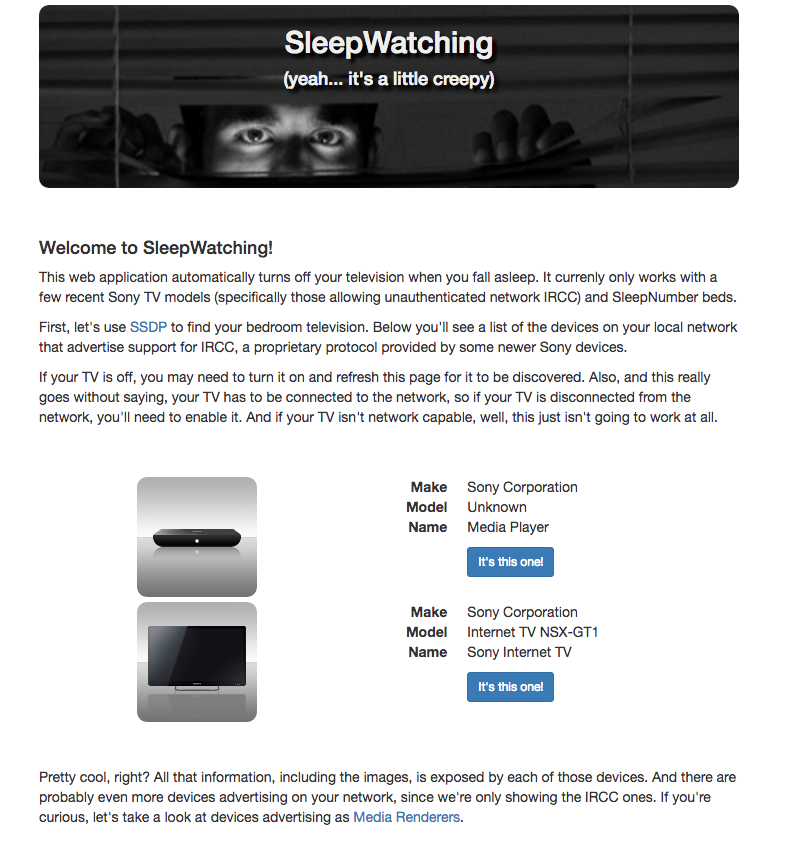 SleepWatching
(yeah... it's a little creepy)
Welcome to SleepWatching!
This web application automatically turns off your television when you fall asleep. It currenly only works with a
few recent Sony TV models (specifically those allowing unauthenticated network IRCC) and SleepNumber beds.
First, let's use SSDP to find your bedroom television. Below you'll see a list of the devices on your local network
that advertise support for IRCC, a proprietary protocol provided by some newer Sony devices.
If your TV is off, you may need to turn it on and refresh this page for it to be discovered. Also, and this really
goes without saying, your TV has to be connected to the network, so if your TV is disconnected from the
network, you'll need to enable it. And if your TV isn't network capable, well, this just isn't going to work at all.
Make Sony Corporation
Model Unknown
Name Media Player
It's this one!
Make Sony Corporation
Model Internet TV NSX-GT1
Name Sony Internet TV
It's this one!
Pretty cool, right? All that information, including the images, is exposed by each of those devices. And there are
probably even more devices advertising on your network, since we're only showing the IRCC ones. If you're
curious, let's take a look at devices advertising as Media Renderers.